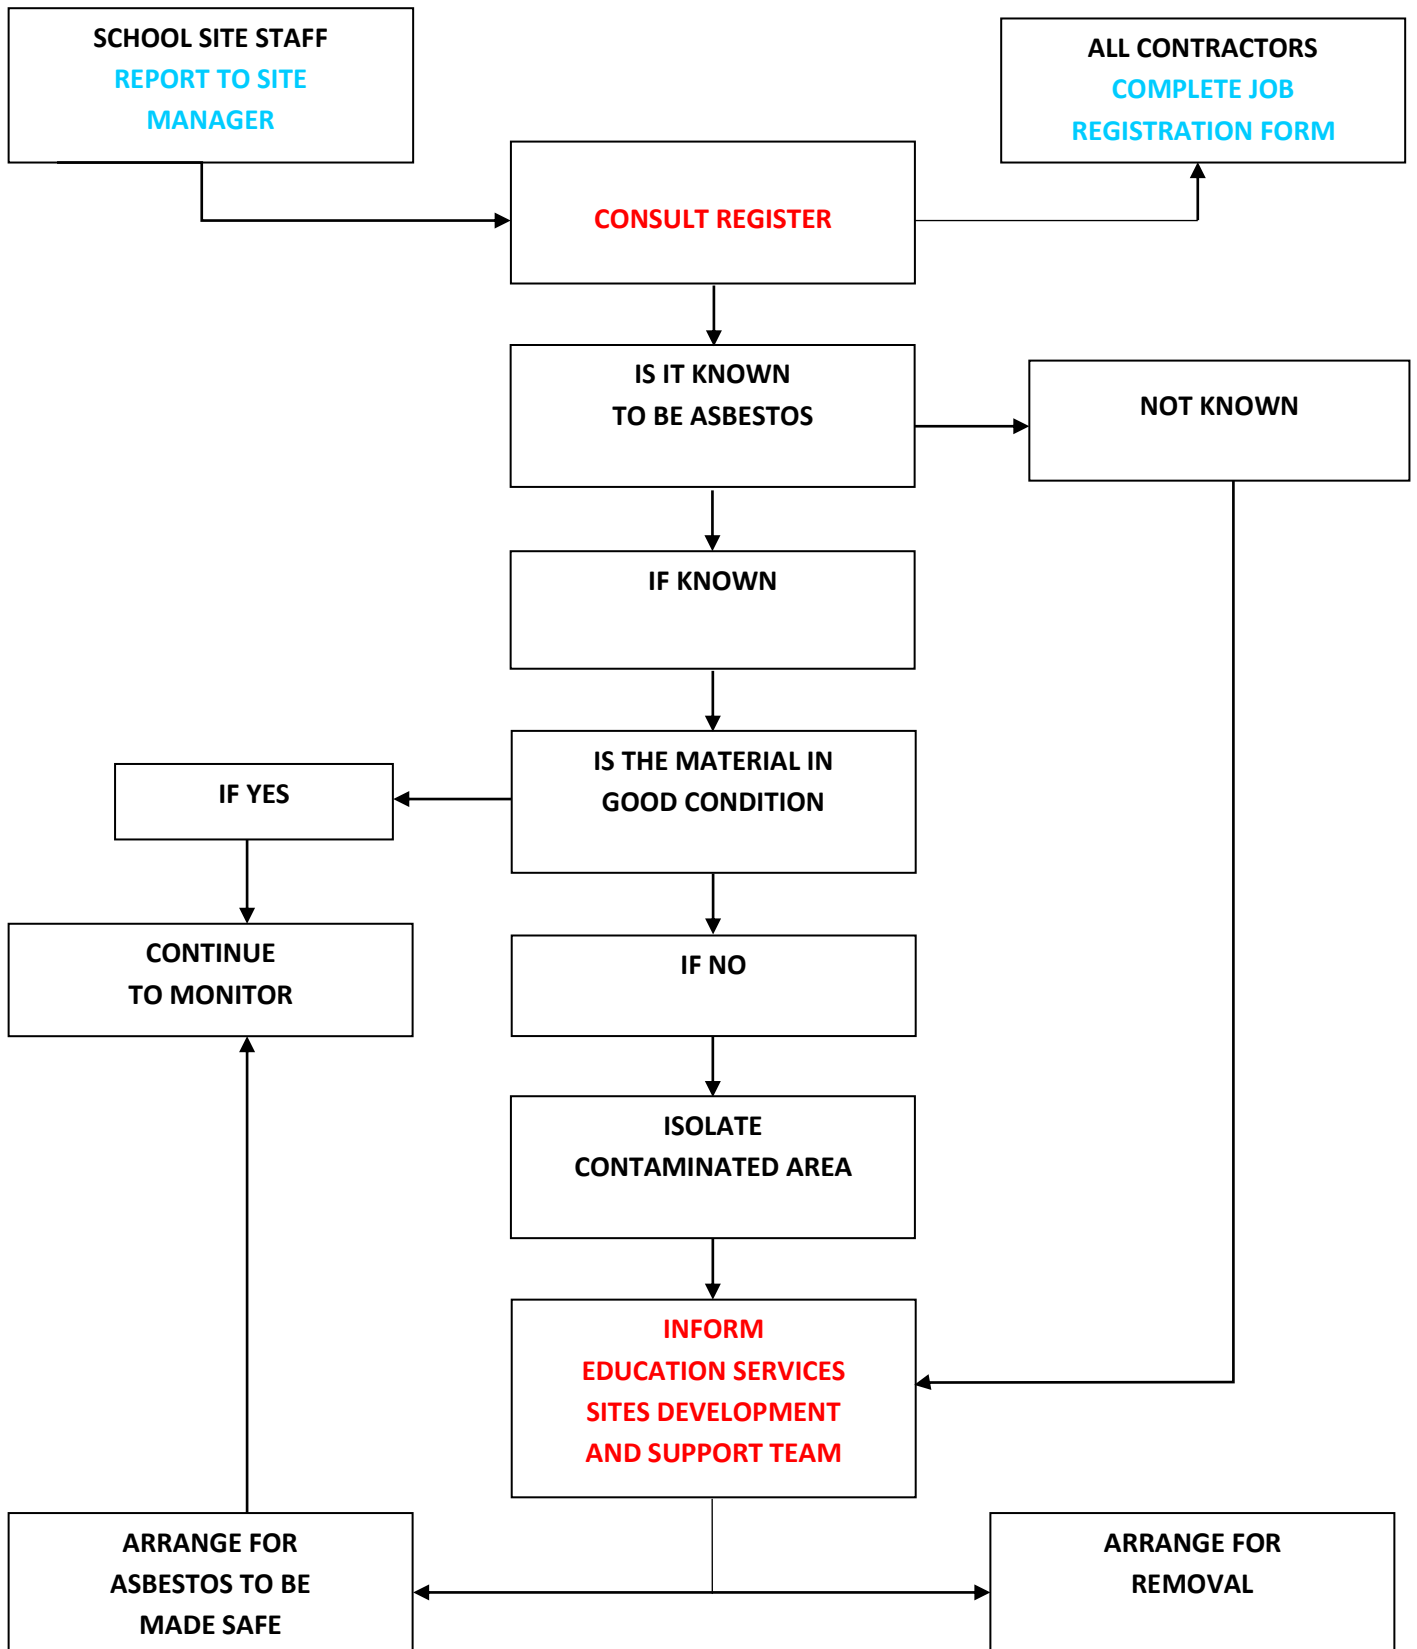 SCHOOL SITE STAFF
REPORT TO SITE
MANAGER
ALL CONTRACTORS
COMPLETE JOB
REGISTRATION FORM
CONSULT REGISTER
IS IT KNOWN
TO BE ASBESTOS
NOT KNOWN
IF KNOWN
IS THE MATERIAL IN
GOOD CONDITION
IF YES
CONTINUE
TO MONITOR
IF NO
ISOLATE
CONTAMINATED AREA
INFORM
EDUCATION SERVICES
SITES DEVELOPMENT
AND SUPPORT TEAM
ARRANGE FOR
ASBESTOS TO BE
MADE SAFE
ARRANGE FOR
REMOVAL